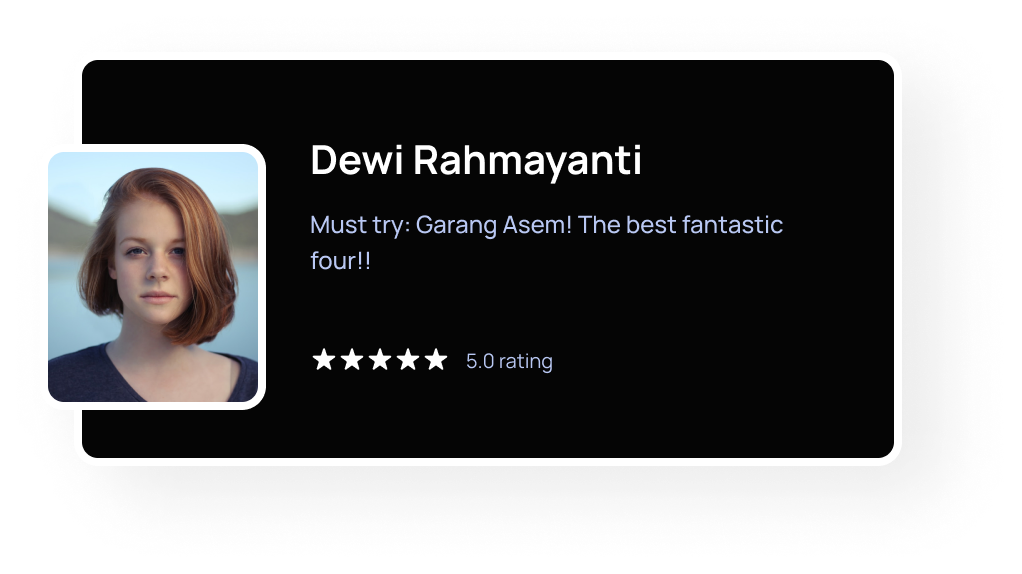 Dewi Rahmayanti
Must try: Garang Asem! The best fantastic
four!!
5.0 rating